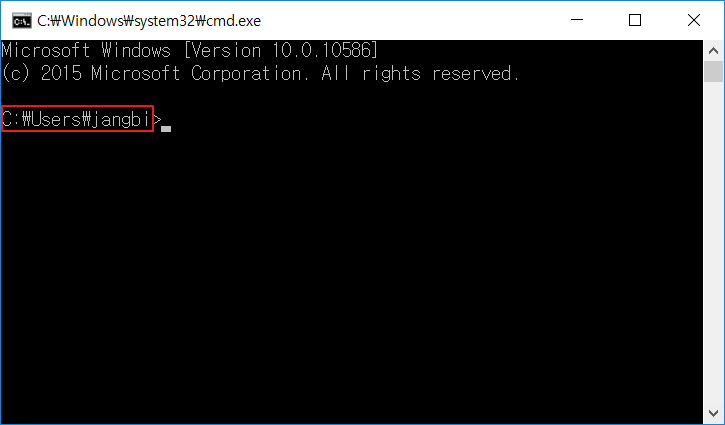 C:₩Windows₩system32₩cmd.exe
Microsoft Windows [Version 10.0.10586]
(c) 2015 Microsoft Corporation. All rights reserved.
C:₩Users₩jangbi>